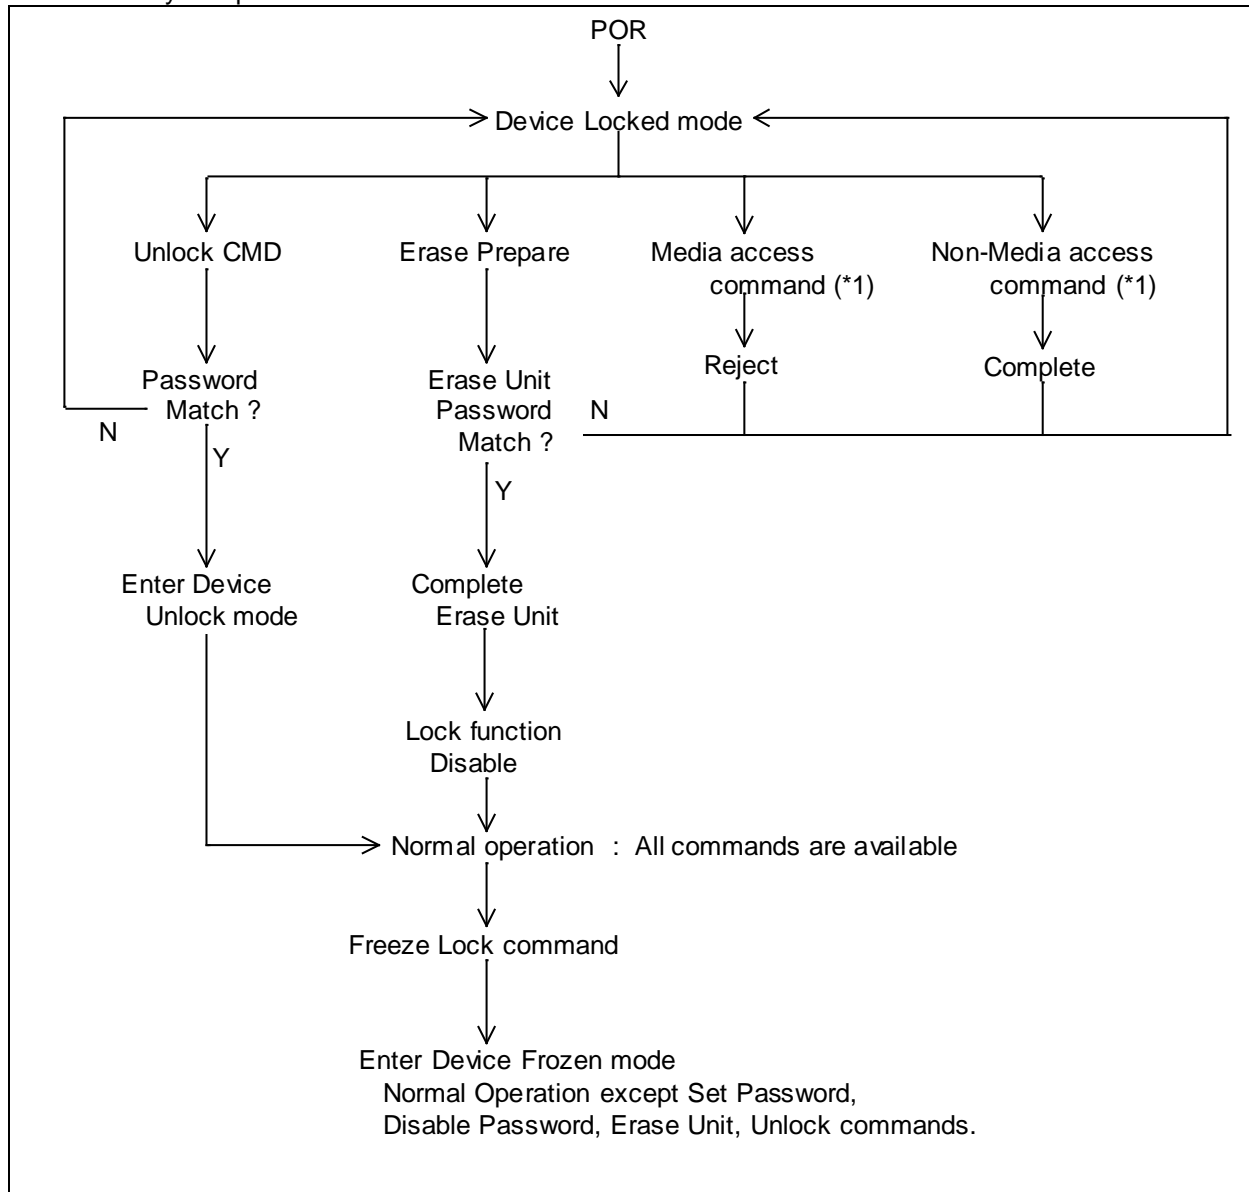 POR
Device Locked mode
Unlock CMD
Erase Prepare
Media access
command (*1)
Non-Media access
command (*1)
Password
Match ?
N
Y
Erase Unit
Password
Match ?
N
Y
Reject
Complete
Enter Device
Unlock mode
Complete
Erase Unit
Lock function
Disable
Normal operation : All commands are available
Freeze Lock command
Enter Device Frozen mode
Normal Operation except Set Password,
Disable Password, Erase Unit, Unlock commands.